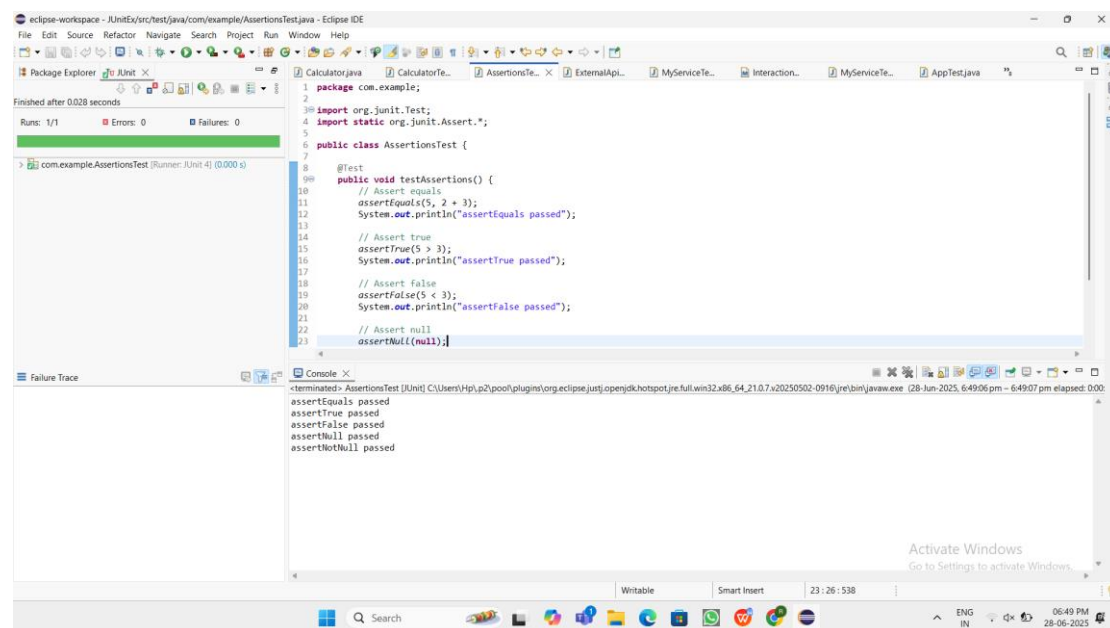 eclipse-workspace - JUnitEx/src/test/java/com/example/AssertionsTest.java - Eclipse IDE
File Edit Source Refactor Navigate Search Project Run Window Help
Package Explorer JUnit
Finished after 0.028 seconds
Runs: 1/1 Errors: 0 Failures: 0
com.example.AssertionsTest [Runner: JUnit 4] (0.000 s)
Failure Trace
Calculator.java CalculatorTe... AssertionsTe... ExternalApi... MyServiceTe... Interaction... MyServiceTe... AppTest.java
1 package com.example;
2
3 import org.junit.Test;
4 import static org.junit.Assert.*;
5
6 public class AssertionsTest {
7
8 @Test
9 public void testAssertions() {
10 // Assert equals
11 assertEquals(5, 2 + 3);
12 System.out.println("assertEquals passed");
13
14 // Assert true
15 assertTrue(5 > 3);
16 System.out.println("assertTrue passed");
17
18 // Assert false
19 assertFalse(5 < 3);
20 System.out.println("assertFalse passed");
21
22 // Assert null
23 assertNull(null);
Console
<terminated> AssertionsTest [JUnit] C:\Users\Hp\.p2\pool\plugins\org.eclipse.justj.openjdk.hotspot.jre.full.win32.x86_64_21.0.7.v20250502-0916\jre\bin\javaw.exe (28-Jun-2025, 6:49:06 pm – 6:49:07 pm elapsed: 0:00:
assertEquals passed
assertTrue passed
assertFalse passed
assertNull passed
assertNotNull passed
Activate Windows
Go to Settings to activate Windows.
Writable Smart Insert 23 : 26 : 538
Search
ENG
IN
06:49 PM
28-06-2025